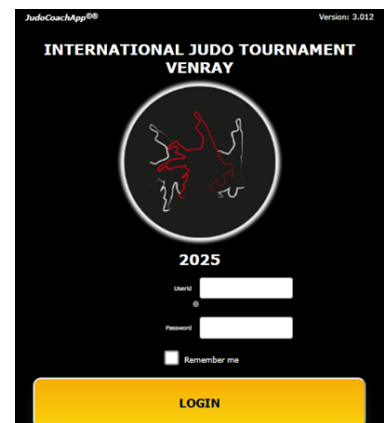 JudoCoachApp©® Version: 3.012
INTERNATIONAL JUDO TOURNAMENT
VENRAY
2025
Userid
Password
Remember me
LOGIN